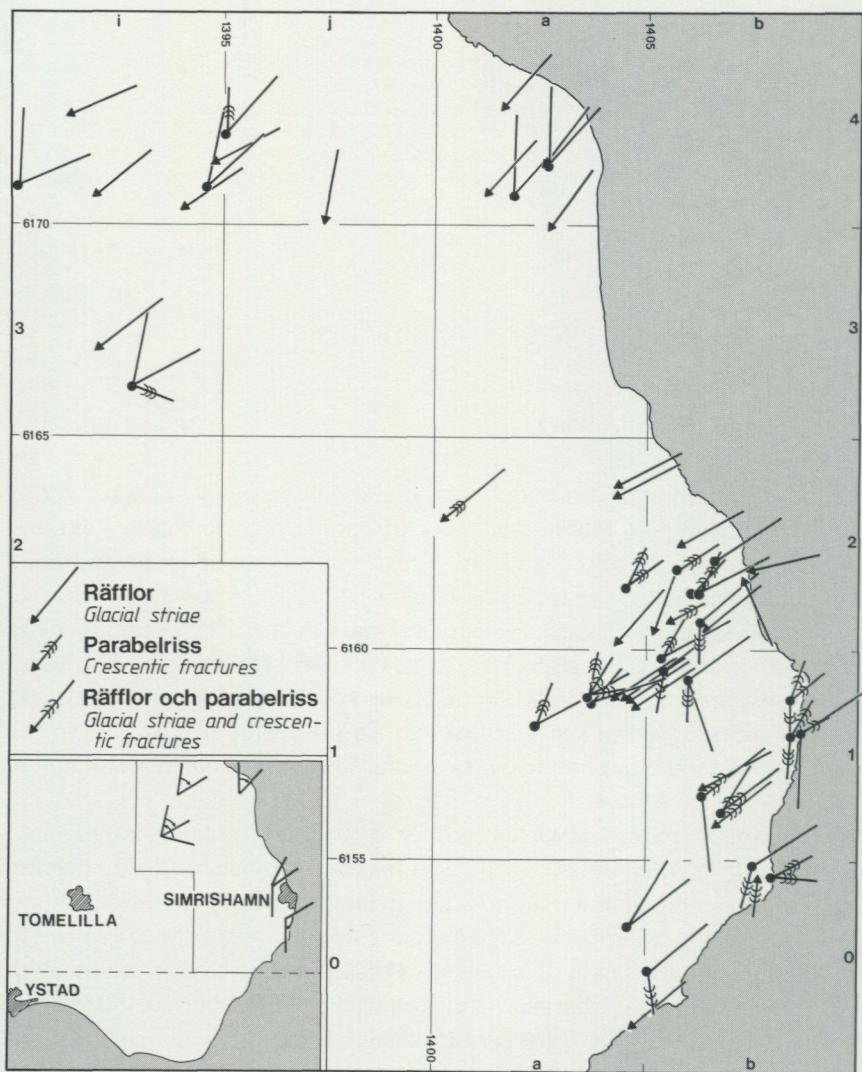 i 1395 j 1400 a 1405 b
4
6170
3 3
6165
2 2
Räfflor
Glacial striae
Parabelriss
Crescentic fractures
Räfflor och parabelriss
Glacial striae and crescen-
tic fractures
6160
1 1
6155
SIMRISHAMN
TOMELILLA
0 0
YSTAD
1400 a 1405 b